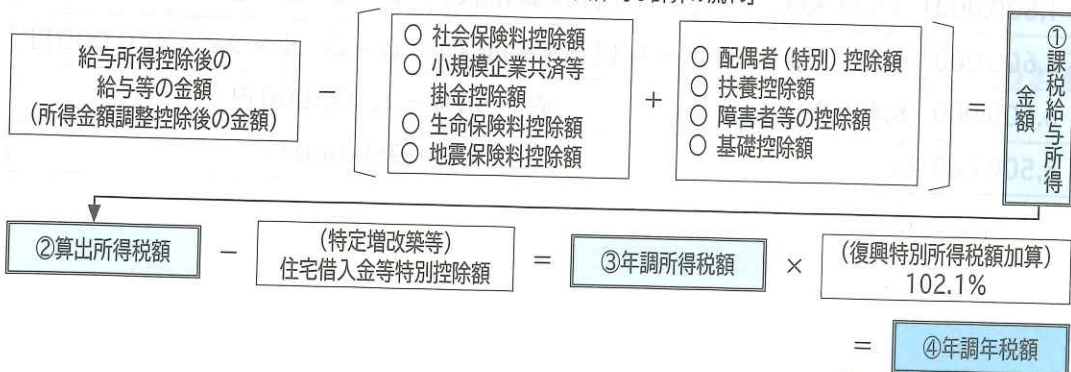 給与所得控除後の
給与等の金額
(所得金額調整控除後の金額)
−
○ 社会保険料控除額
○ 小規模企業共済等
掛金控除額
○ 生命保険料控除額
○ 地震保険料控除額
+
○ 配偶者(特別)控除額
○ 扶養控除額
○ 障害者等の控除額
○ 基礎控除額
=
①課税給与所得
金額
②算出所得税額
−
(特定増改築等)
住宅借入金等特別控除額
=
③年調所得税額
×
(復興特別所得税額加算)
102.1%
=
④年調年税額